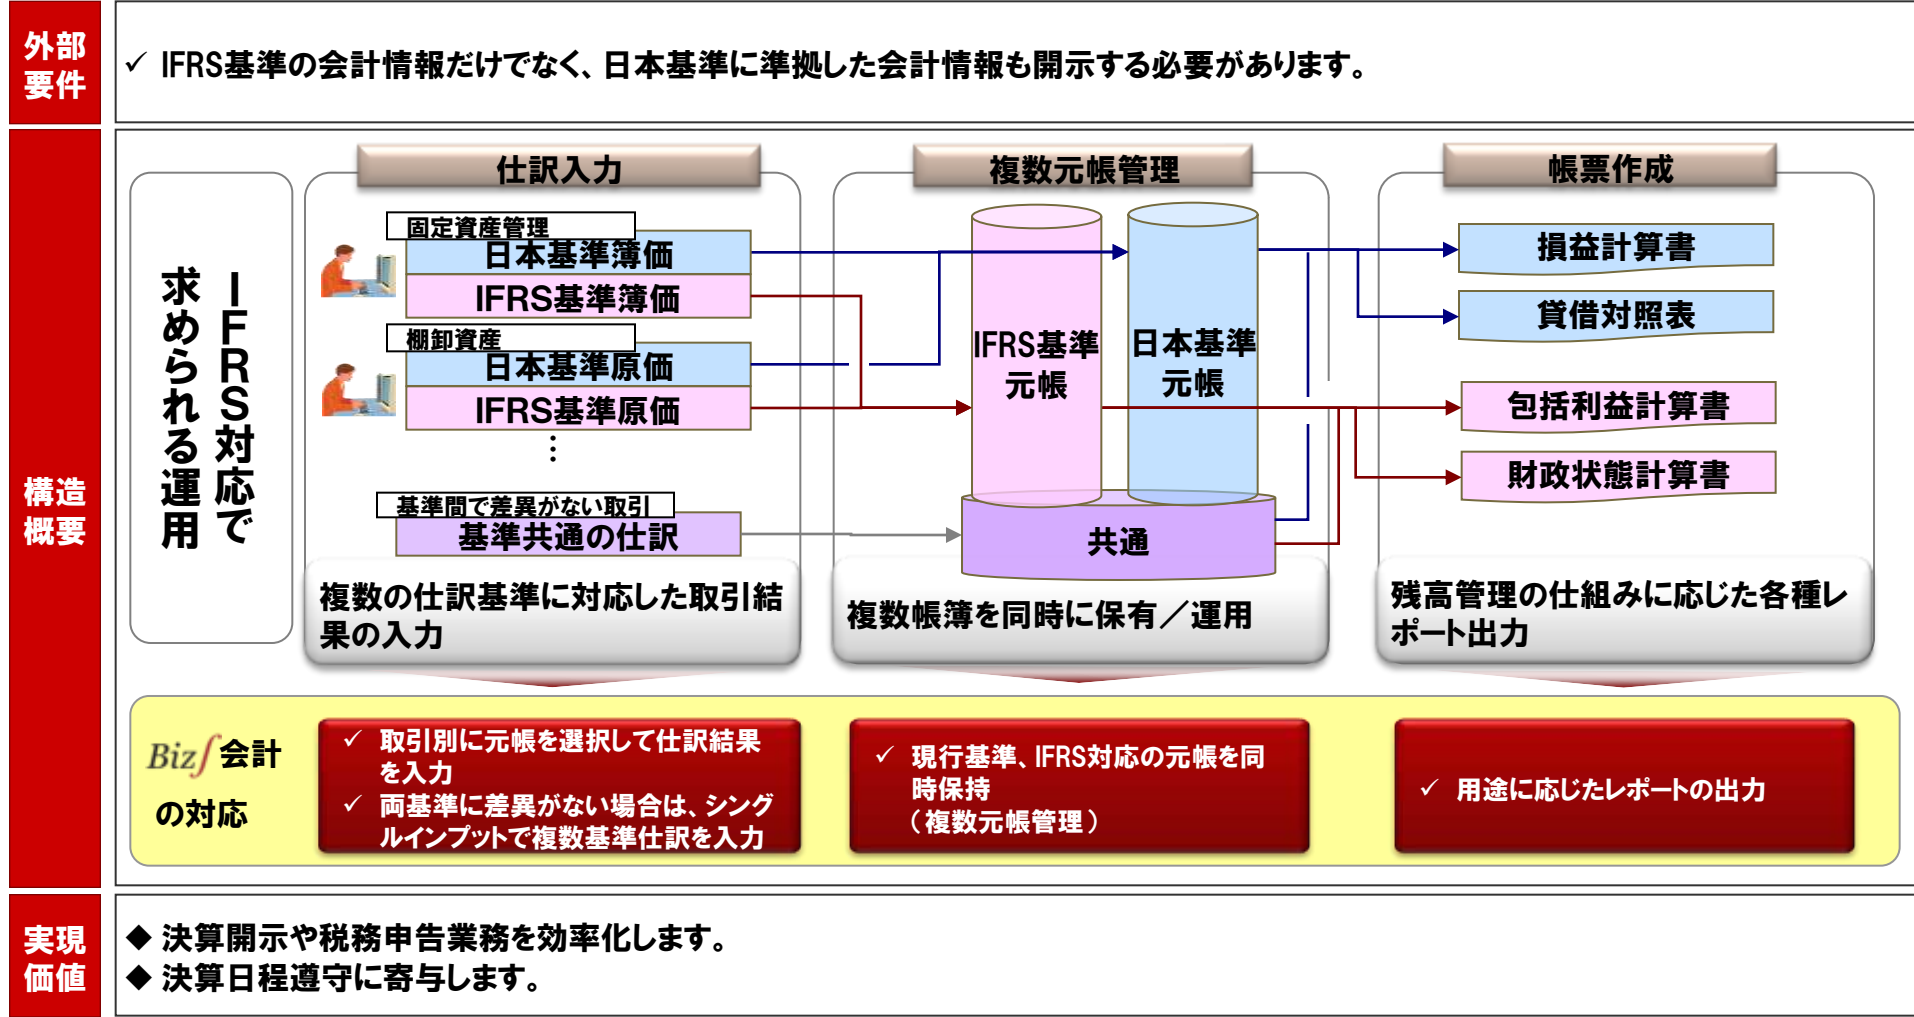 外部
要件
✓ IFRS基準の会計情報だけでなく、日本基準に準拠した会計情報も開示する必要があります。
構造
概要
IFRS対応で
求められる運用
仕訳入力
固定資産管理
日本基準簿価
IFRS基準簿価
棚卸資産
日本基準原価
IFRS基準原価
…
基準間で差異がない取引
基準共通の仕訳
複数の仕訳基準に対応した取引結
果の入力
複数元帳管理
IFRS基準
元帳
日本基準
元帳
共通
複数帳簿を同時に保有／運用
帳票作成
損益計算書
貸借対照表
包括利益計算書
財政状態計算書
残高管理の仕組みに応じた各種レ
ポート出力
Biz∫会計
の対応
✓ 取引別に元帳を選択して仕訳結果
を入力
✓ 両基準に差異がない場合は、シング
ルインプットで複数基準仕訳を入力
✓ 現行基準、IFRS対応の元帳を同
時保持
（複数元帳管理）
✓ 用途に応じたレポートの出力
実現
価値
◆ 決算開示や税務申告業務を効率化します。
◆ 決算日程遵守に寄与します。